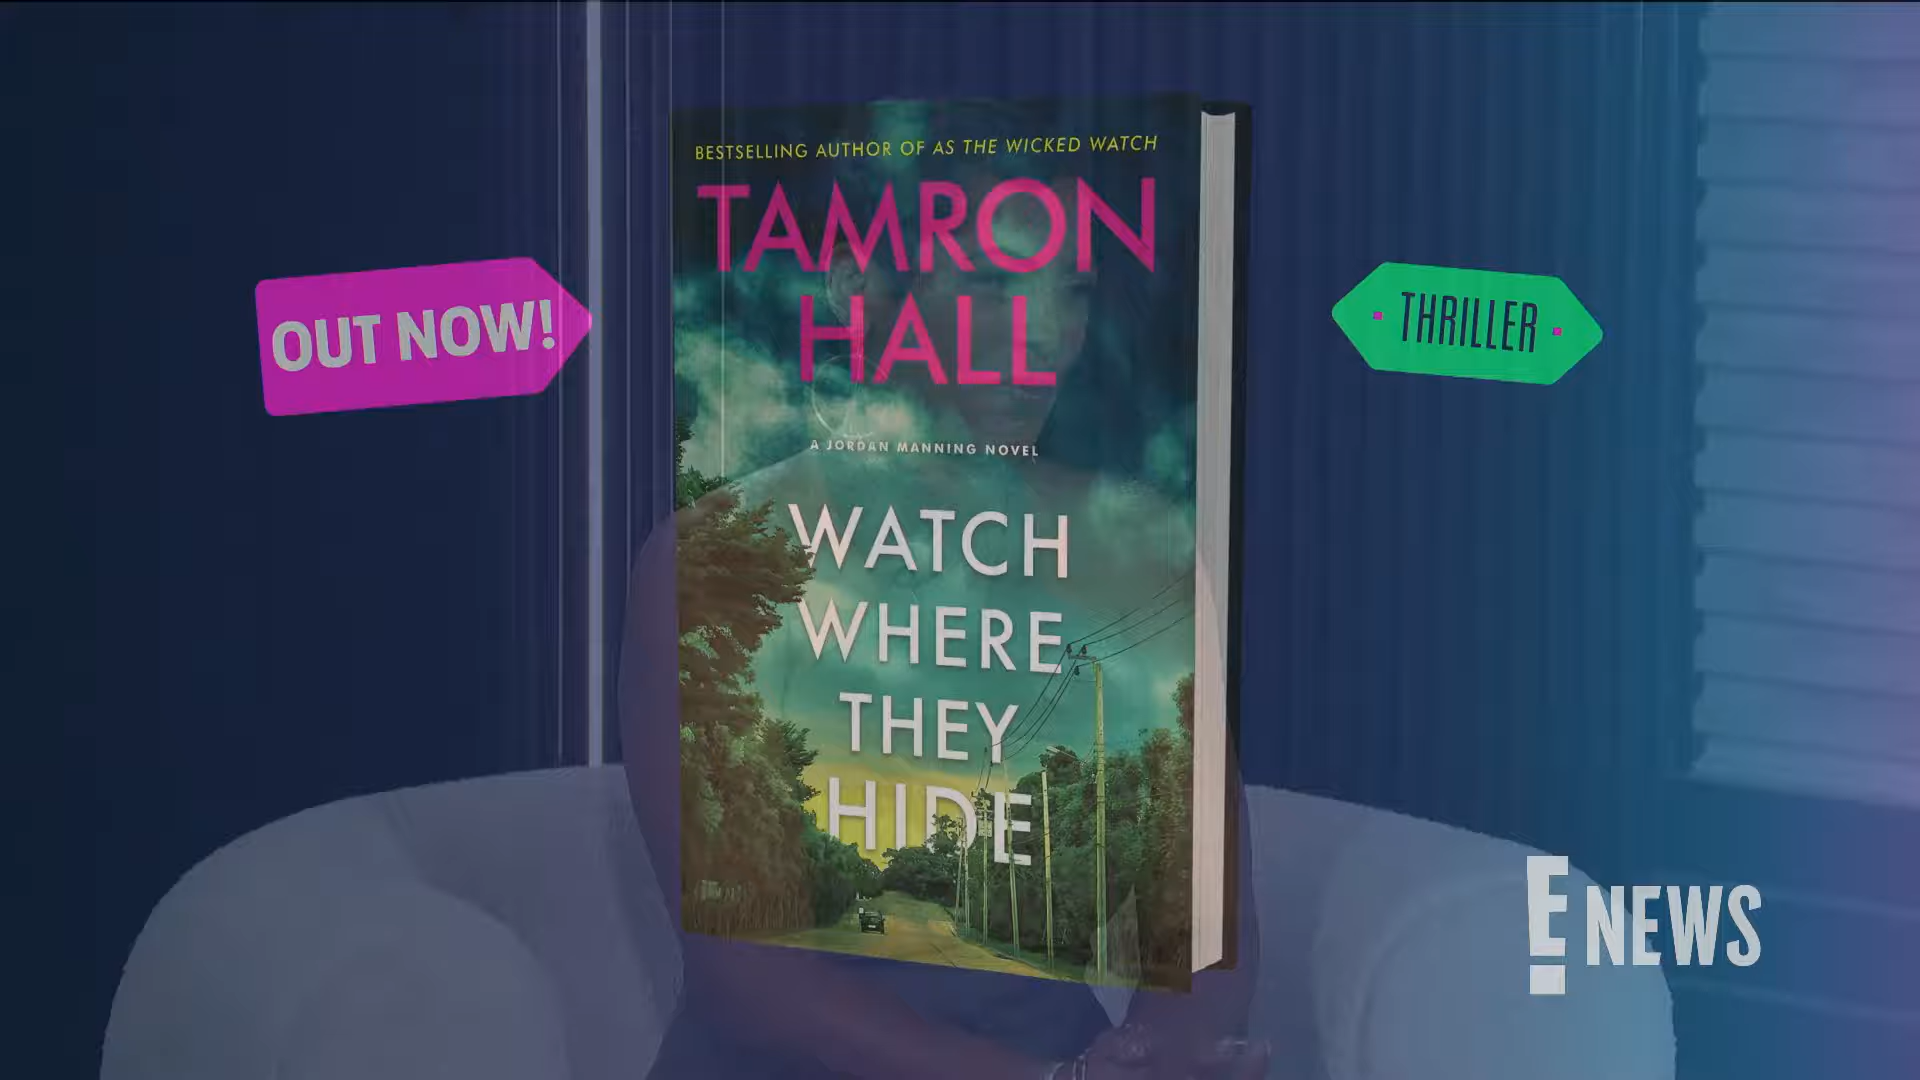 BESTSELLING AUTHOR OF AS THE WICKED WATCH
TAMRON
HALL
OUT NOW!
THRILLER
A JORDAN MANNING NOVEL
WATCH
WHERE
THEY
HIDE
E NEWS